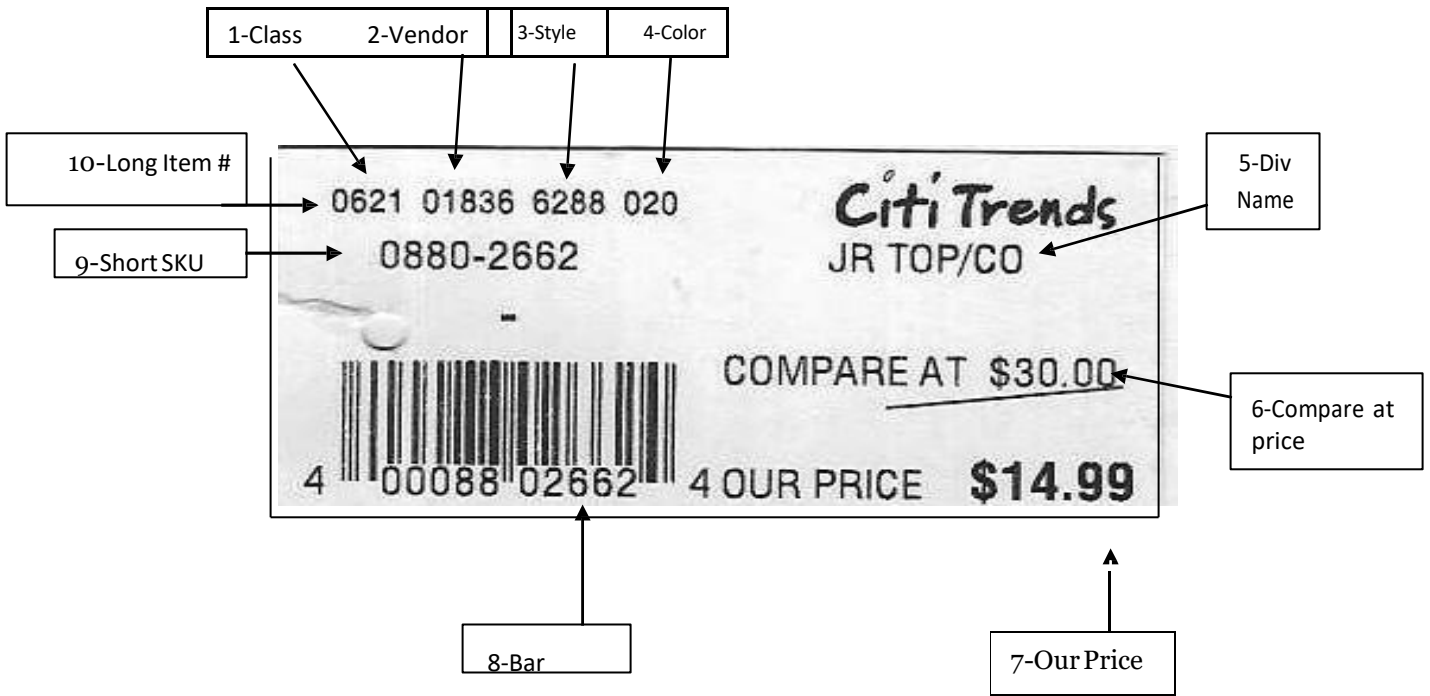 1-Class 2-Vendor 3-Style 4-Color
10-Long Item #
0621 01836 6288 020
Citi Trends
5-Div
Name
9-Short SKU
0880-2662
JR TOP/CO
-
COMPARE AT $30.00
6-Compare at
price
4 00088 02662 4 OUR PRICE $14.99
8-Bar
7-Our Price